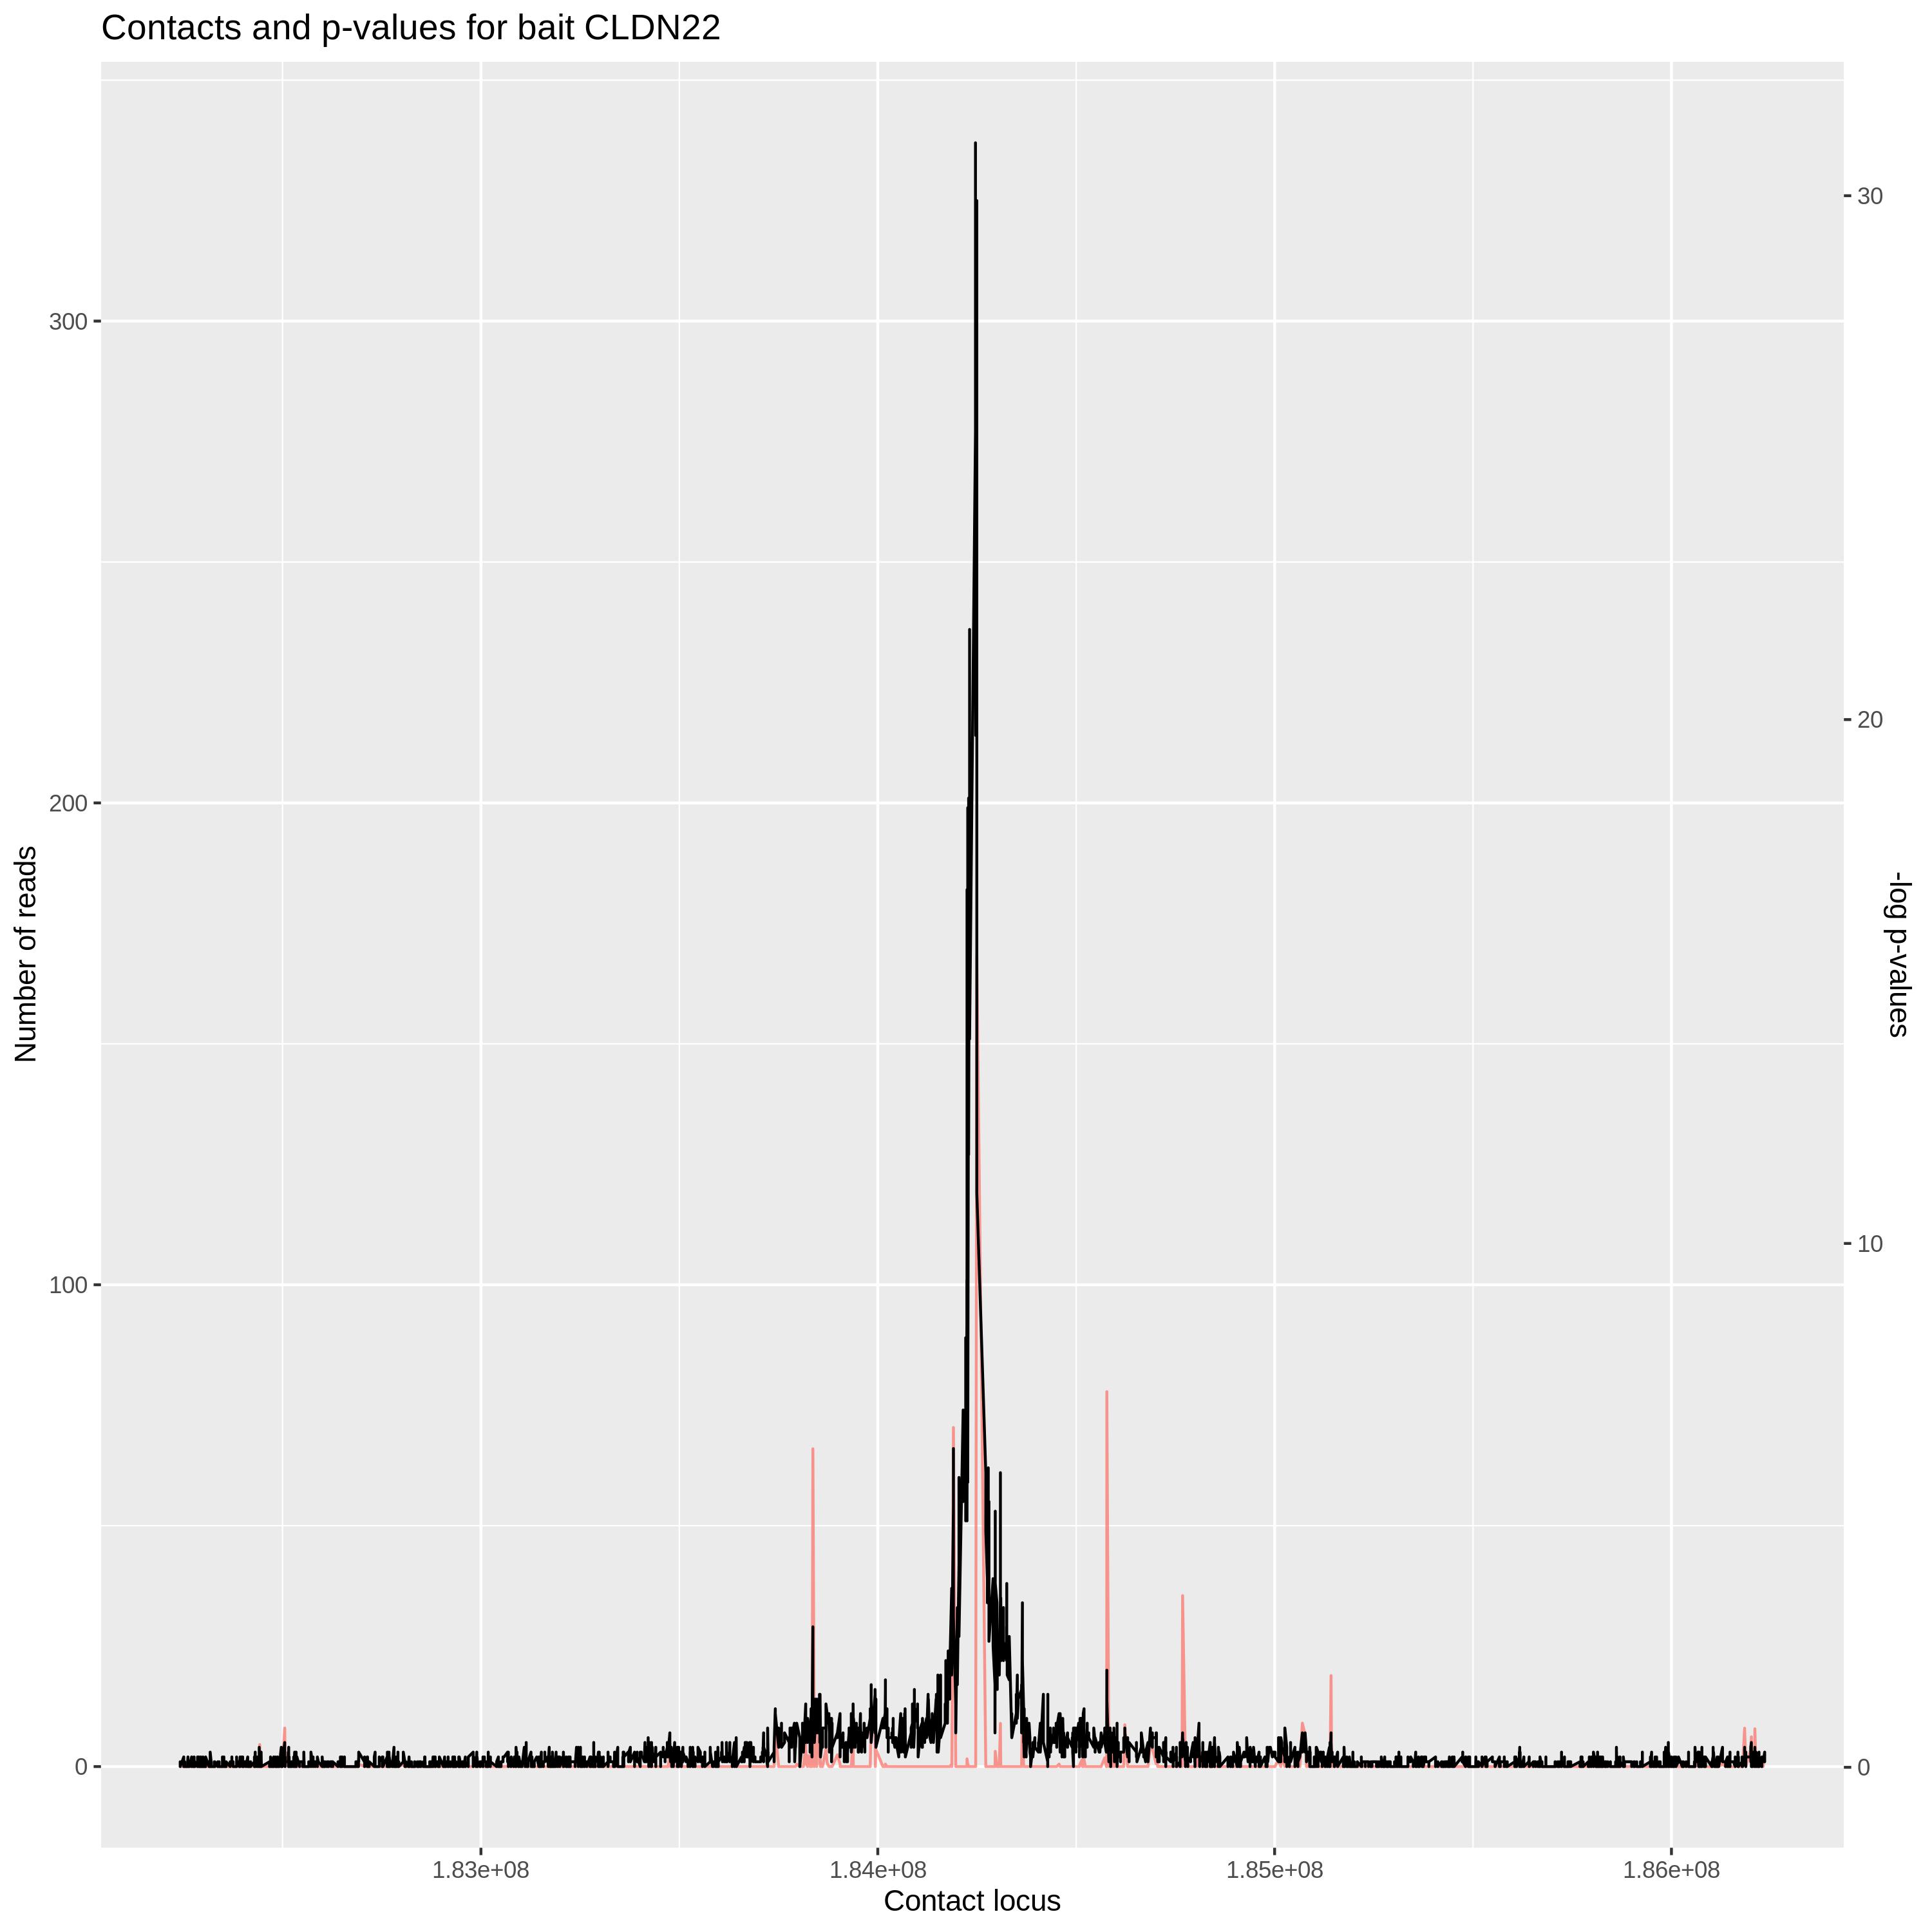 Contacts and p-values for bait CLDN22
Number of reads
300
200
100
0
30
20
10
0
-log p-values
1.83e+08
1.84e+08
1.85e+08
1.86e+08
Contact locus